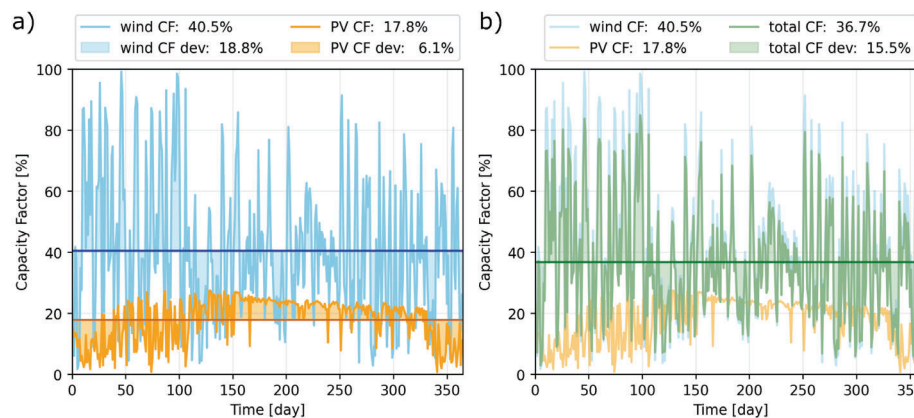 a)
wind CF: 40.5%
PV CF: 17.8%
wind CF dev: 18.8%
PV CF dev: 6.1%
100
80
60
40
20
0
Capacity Factor [%]
0 50 100 150 200 250 300 350
Time [day]
b)
wind CF: 40.5%
total CF: 36.7%
PV CF: 17.8%
total CF dev: 15.5%
100
80
60
40
20
0
Capacity Factor [%]
0 50 100 150 200 250 300 350
Time [day]